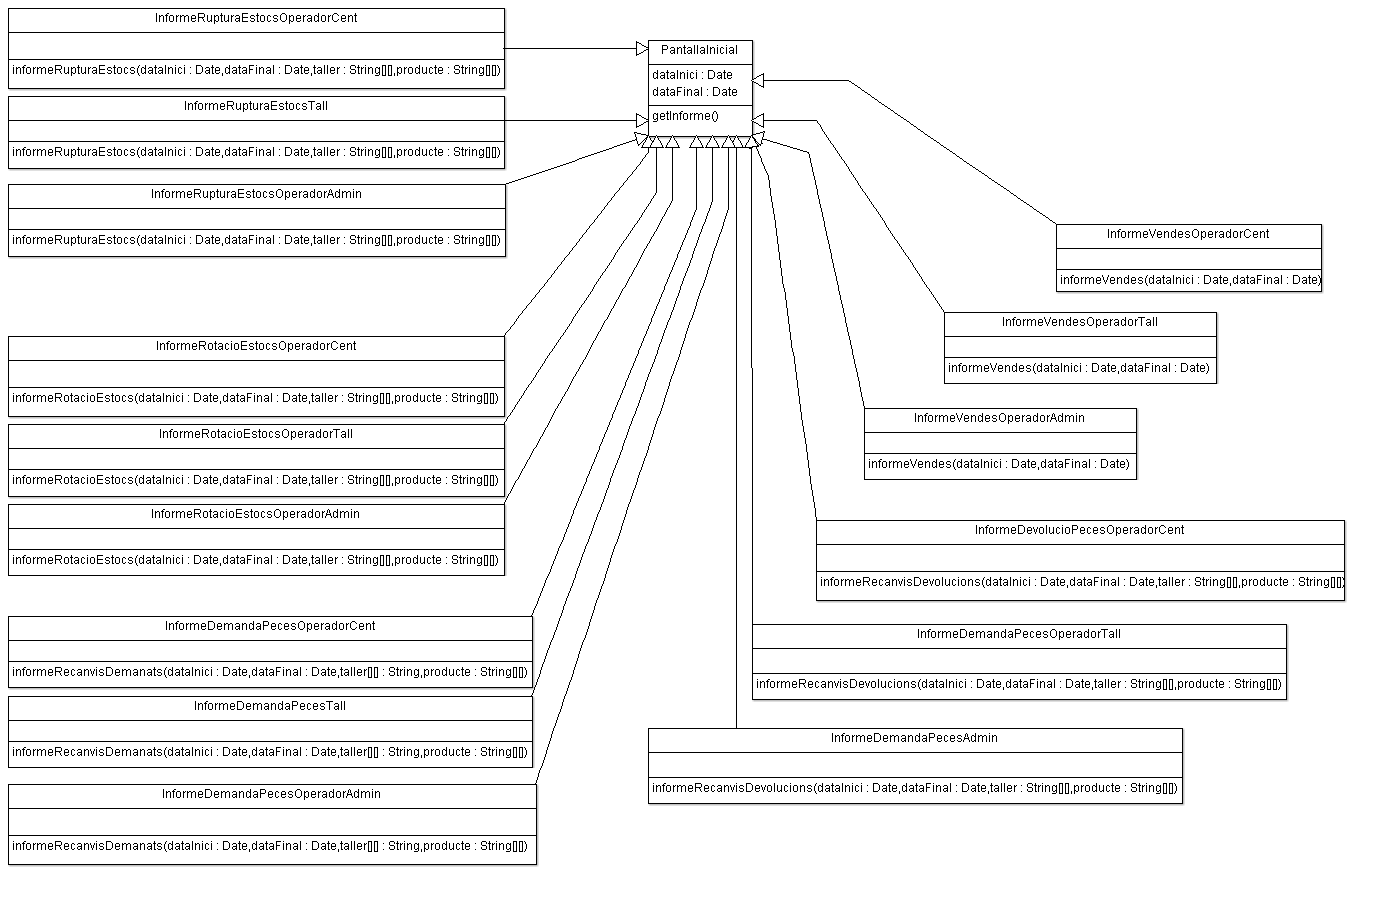 InformeRupturaEstocsOperadorCent
informeRupturaEstocs(dataInici : Date,dataFinal : Date,taller : String[][],producte : String[][])
InformeRupturaEstocsTall
informeRupturaEstocs(dataInici : Date,dataFinal : Date,taller : String[][],producte : String[][])
InformeRupturaEstocsOperadorAdmin
informeRupturaEstocs(dataInici : Date,dataFinal : Date,taller : String[][],producte : String[][])
PantallaInicial
dataInici : Date
dataFinal : Date
getInforme()
InformeVendesOperadorCent
informeVendes(dataInici : Date,dataFinal : Date)
InformeVendesOperadorTall
informeVendes(dataInici : Date,dataFinal : Date)
InformeVendesOperadorAdmin
informeVendes(dataInici : Date,dataFinal : Date)
InformeRotacioEstocsOperadorCent
informeRotacioEstocs(dataInici : Date,dataFinal : Date,taller : String[][],producte : String[][])
InformeRotacioEstocsOperadorTall
informeRotacioEstocs(dataInici : Date,dataFinal : Date,taller : String[][],producte : String[][])
InformeRotacioEstocsOperadorAdmin
informeRotacioEstocs(dataInici : Date,dataFinal : Date,taller : String[][],producte : String[][])
InformeDevolucioPecesOperadorCent
informeRecanvisDevolucions(dataInici : Date,dataFinal : Date,taller : String[][],producte : String[][])
InformeDemandaPecesOperadorTall
informeRecanvisDevolucions(dataInici : Date,dataFinal : Date,taller : String[][],producte : String[][])
InformeDemandaPecesAdmin
informeRecanvisDevolucions(dataInici : Date,dataFinal : Date,taller : String[][],producte : String[][])
InformeDemandaPecesOperadorCent
informeRecanvisDemanats(dataInici : Date,dataFinal : Date,taller[][] : String,producte : String[][])
InformeDemandaPecesTall
informeRecanvisDemanats(dataInici : Date,dataFinal : Date,taller[][] : String,producte : String[][])
InformeDemandaPecesOperadorAdmin
informeRecanvisDemanats(dataInici : Date,dataFinal : Date,taller[][] : String,producte : String[][])